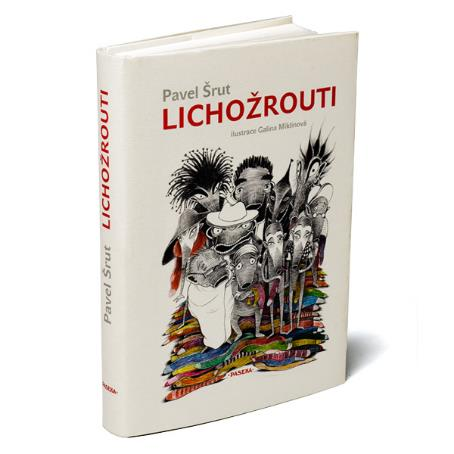 Pavel Šrut
LICHOŽROUTI
ilustrace Galina Miklínová
·PASEKA·
Pavel Šrut LICHOŽROUTI
·PASEKA·